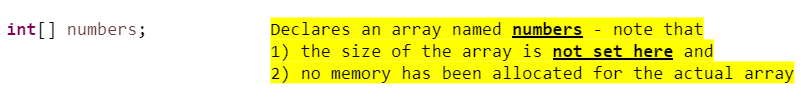 int[] numbers; Declares an array named numbers - note that
1) the size of the array is not set here and
2) no memory has been allocated for the actual array